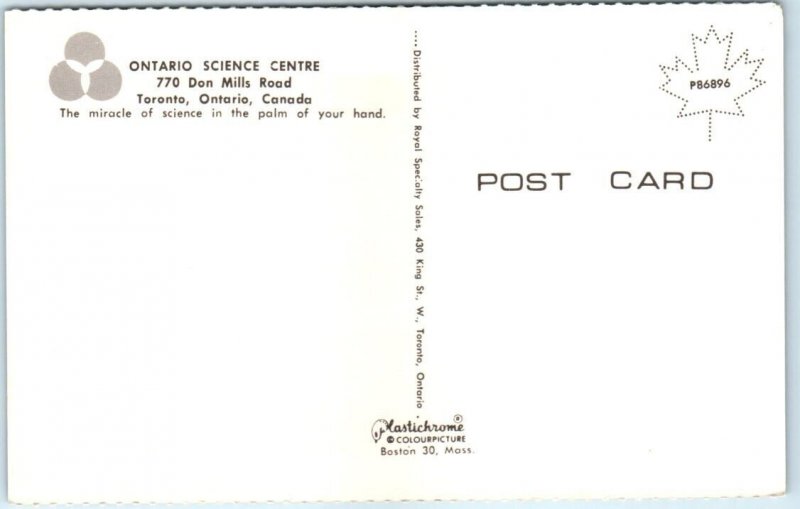 ONTARIO SCIENCE CENTRE
770 Don Mills Road
Toronto, Ontario, Canada
The miracle of science in the palm of your hand.
Distributed by Royal Specialty Sales, 430 King St., W., Toronto, Ontario.
Plastichrome ®
© COLOURPICTURE
Boston 30, Mass.
P86896
POST CARD